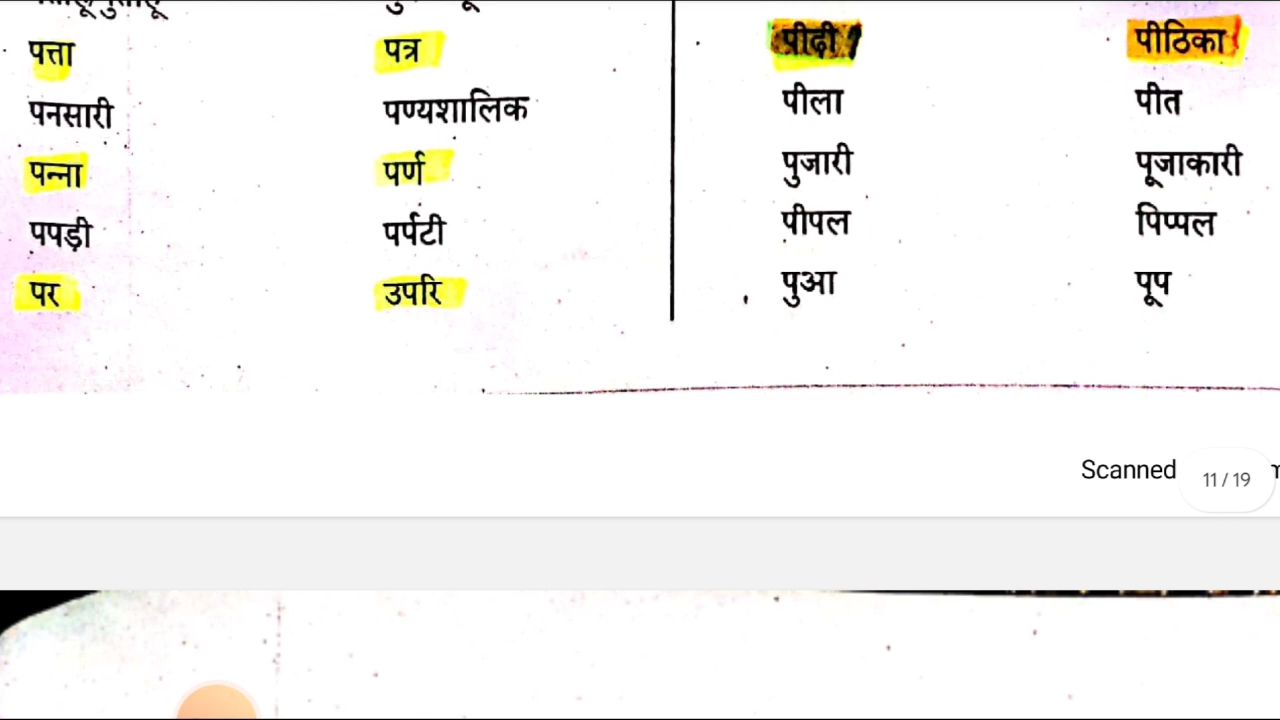 पत्ता पत्र
पनसारी पण्यशालिक
पन्ना पर्ण
पपड़ी पर्पटी
पर उपरि
पीढ़ी पीठिका
पीला पीत
पुजारी पूजाकारी
पीपल पिप्पल
पुआ पूप
Scanned
11 / 19